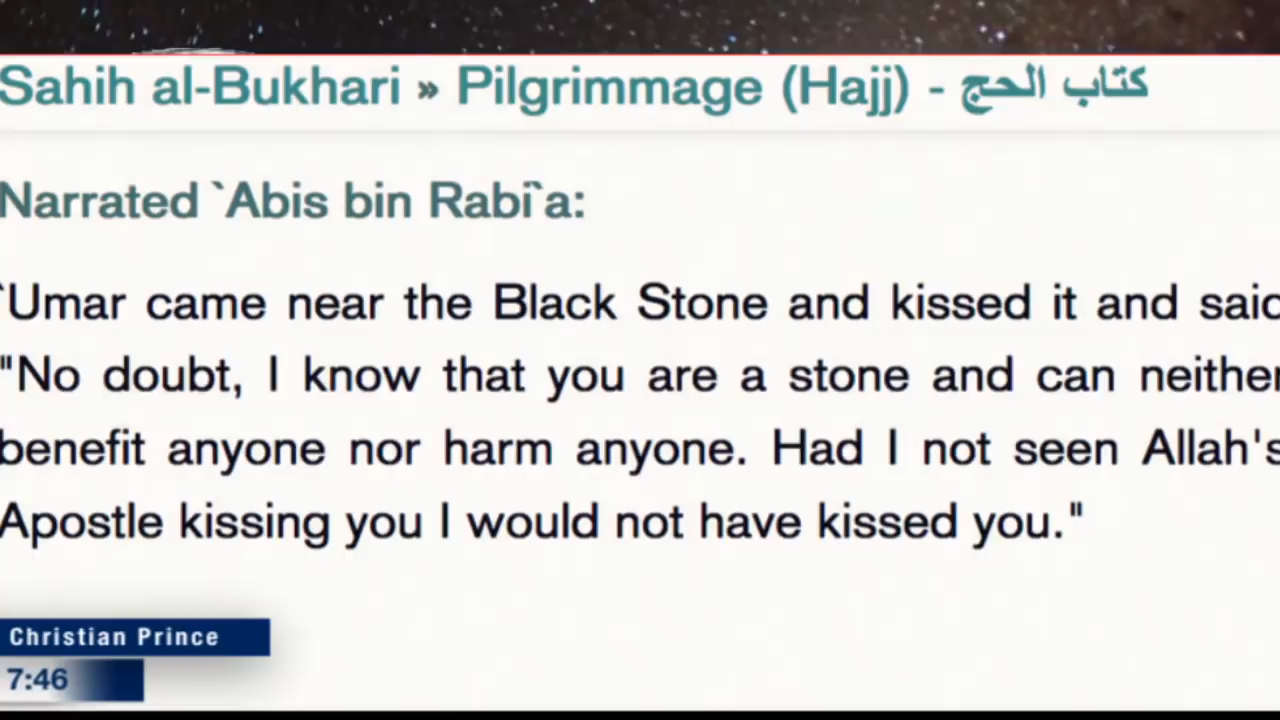 Sahih al-Bukhari » Pilgrimmage (Hajj) - كتاب الحج
Narrated `Abis bin Rabi`a:
`Umar came near the Black Stone and kissed it and said
"No doubt, I know that you are a stone and can neither
benefit anyone nor harm anyone. Had I not seen Allah's
Apostle kissing you I would not have kissed you."
Christian Prince
7:46